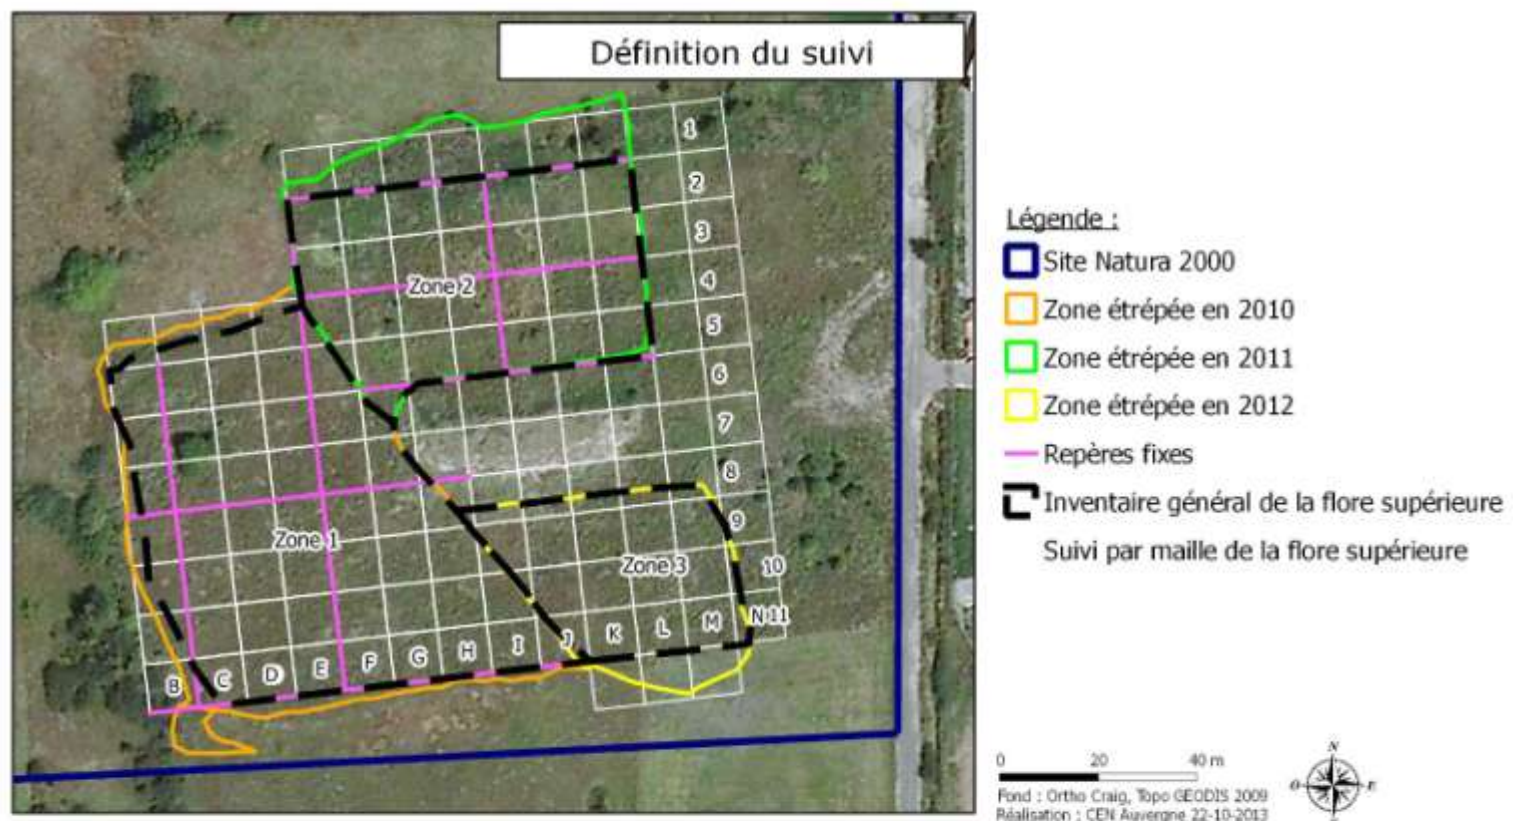 Définition du suivi
1
2
3
Zone 2
4
5
6
7
8
9
Zone 1
Zone 3
10
B C D E F G H I J K L M N 11
Légende :
Site Natura 2000
Zone étrépée en 2010
Zone étrépée en 2011
Zone étrépée en 2012
Repères fixes
Inventaire général de la flore supérieure
Suivi par maille de la flore supérieure
0 20 40 m
N
O E
Fond : Ortho Craig, Topo GEODIS 2009
Réalisation : CEN Auvergne 22-10-2013